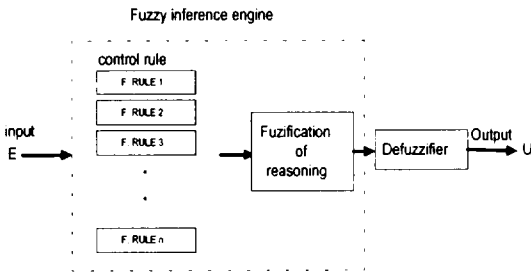 Fuzzy inference engine
control rule
F. RULE 1
F. RULE 2
F. RULE 3
F. RULE n
input
E
Fuzification
of
reasoning
Defuzzifier
Output
U